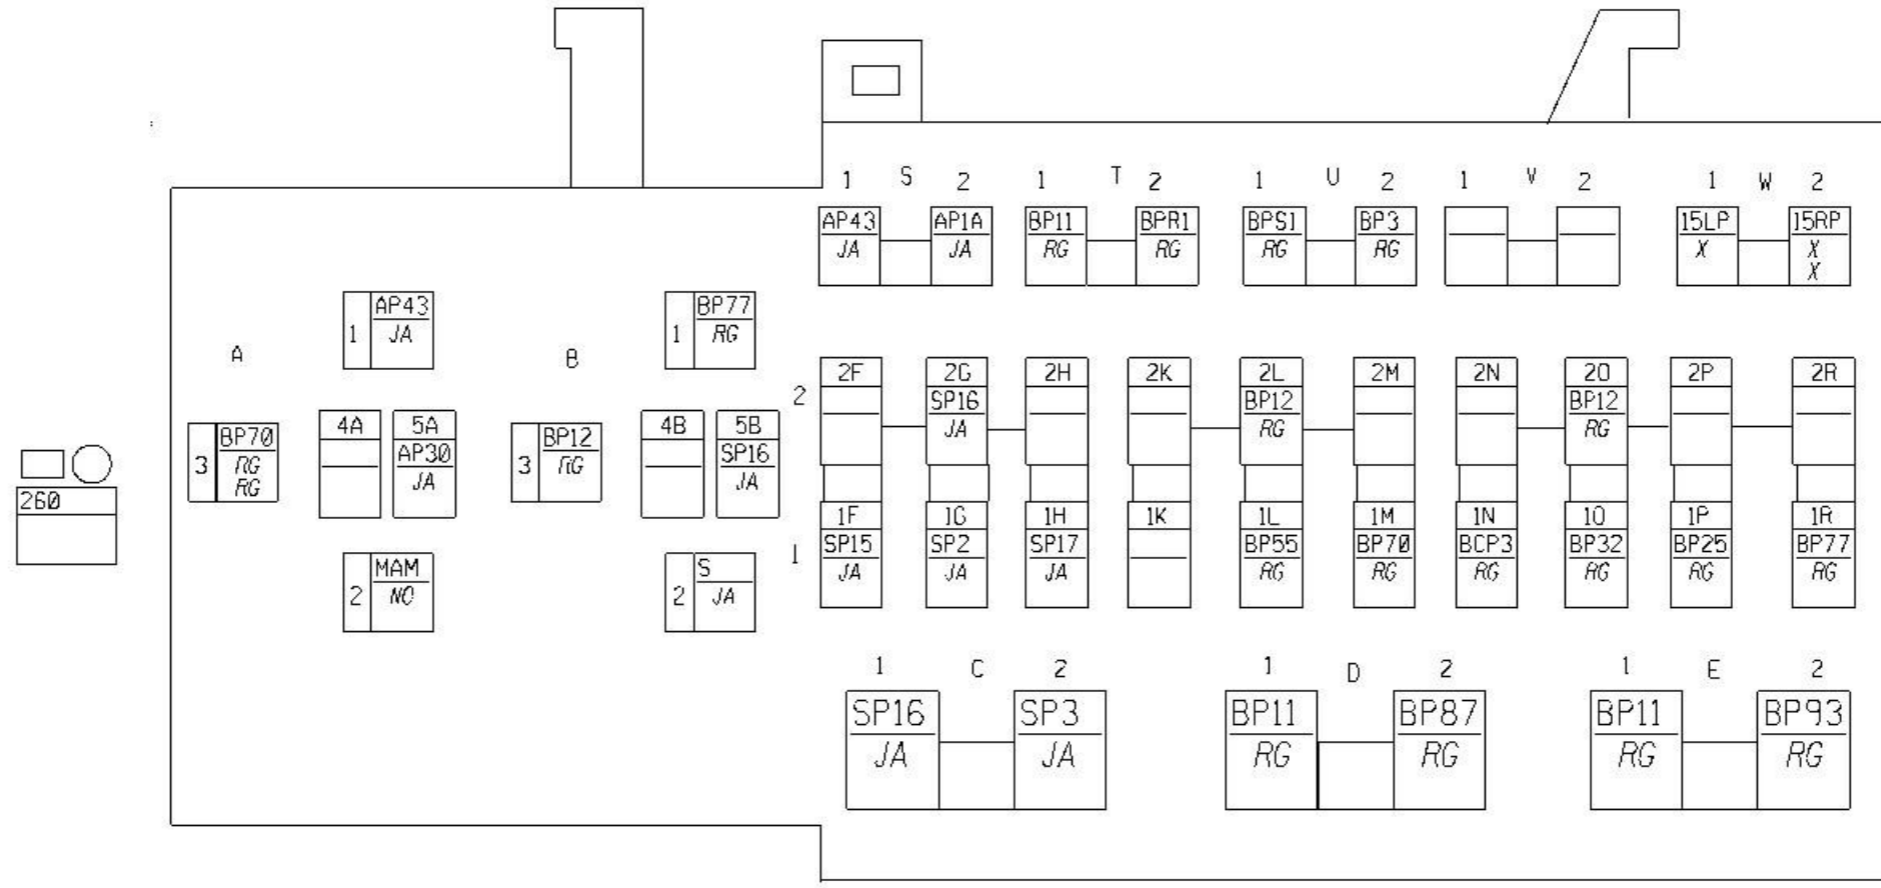 1 S 2 1 T 2 1 U 2 1 V 2 1 W 2
AP43 AP1A BP11 BPR1 BPS1 BP3 15LP 15RP
JA JA RG RG RG RG X X
X
1 AP43 1 BP77
JA RG
A B
2 2F 2G 2H 2K 2L 2M 2N 2O 2P 2R
SP16 BP12 BP12
JA RG RG
4A 5A 4B 5B
3 BP70 AP30 3 BP12 SP16
RG JA RG JA
RG
260
1 1F 1G 1H 1K 1L 1M 1N 1O 1P 1R
SP15 SP2 SP17 BP55 BP70 BCP3 BP32 BP25 BP77
JA JA JA RG RG RG RG RG RG
2 MAM 2 S
NO JA
1 C 2 1 D 2 1 E 2
SP16 SP3 BP11 BP87 BP11 BP93
JA JA RG RG RG RG